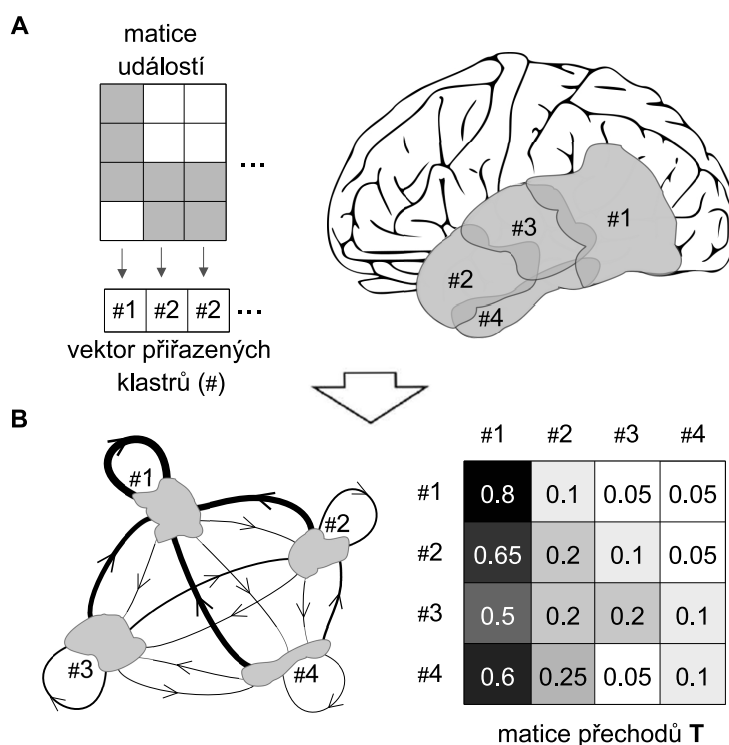 A
matice
událostí
...
#1 #2 #2 ...
vektor přiřazených
klastrů (#)
#1
#3
#2
#4
B
#1
#2
#3
#4
#1 #2 #3 #4
#1 0.8 0.1 0.05 0.05
#2 0.65 0.2 0.1 0.05
#3 0.5 0.2 0.2 0.1
#4 0.6 0.25 0.05 0.1
matice přechodů T